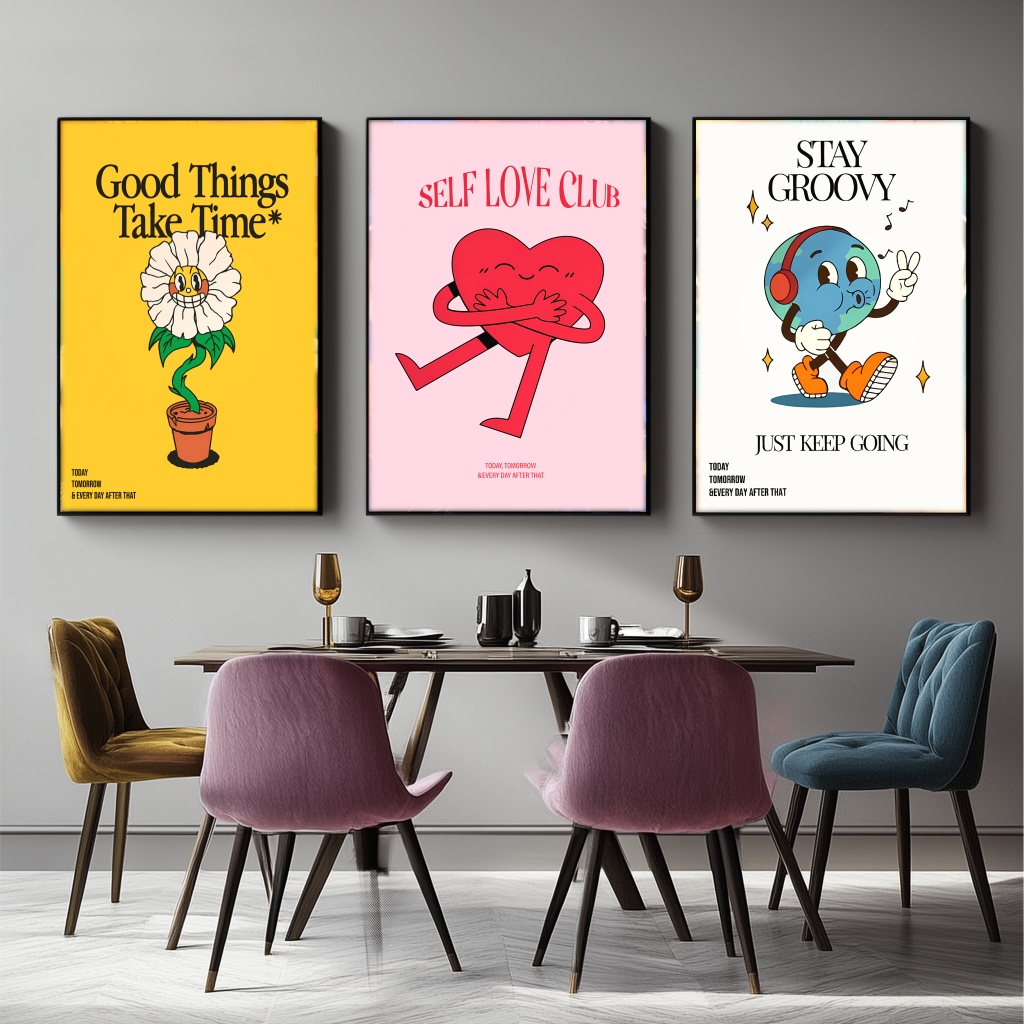 Good Things
Take Time*
TODAY
TOMORROW
& EVERY DAY AFTER THAT
SELF LOVE CLUB
TODAY, TOMORROW
&EVERY DAY AFTER THAT
STAY
GROOVY
JUST KEEP GOING
TODAY
TOMORROW
&EVERY DAY AFTER THAT